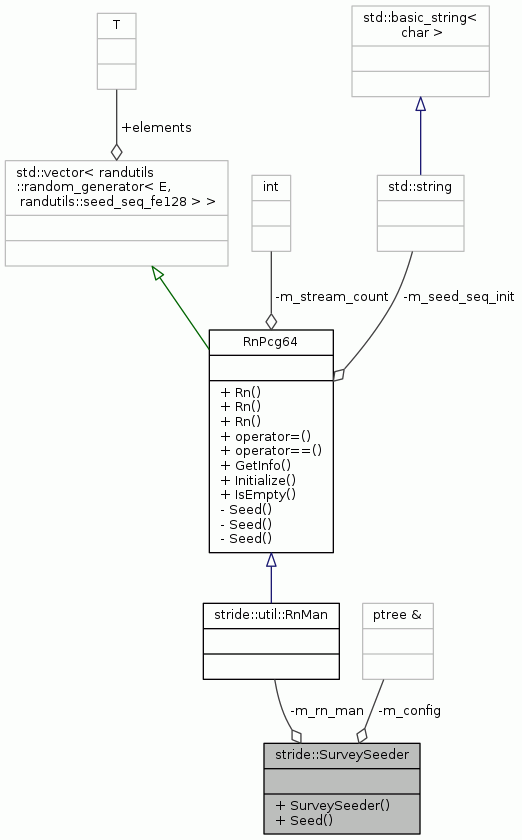 T
std::basic_string<
char >
+elements
std::vector< randutils
::random_generator< E,
randutils::seed_seq_fe128 > >
int
std::string
-m_stream_count
-m_seed_seq_init
RnPcg64
+ Rn()
+ Rn()
+ Rn()
+ operator=()
+ operator==()
+ GetInfo()
+ Initialize()
+ IsEmpty()
- Seed()
- Seed()
- Seed()
stride::util::RnMan
ptree &
-m_rn_man
-m_config
stride::SurveySeeder
+ SurveySeeder()
+ Seed()